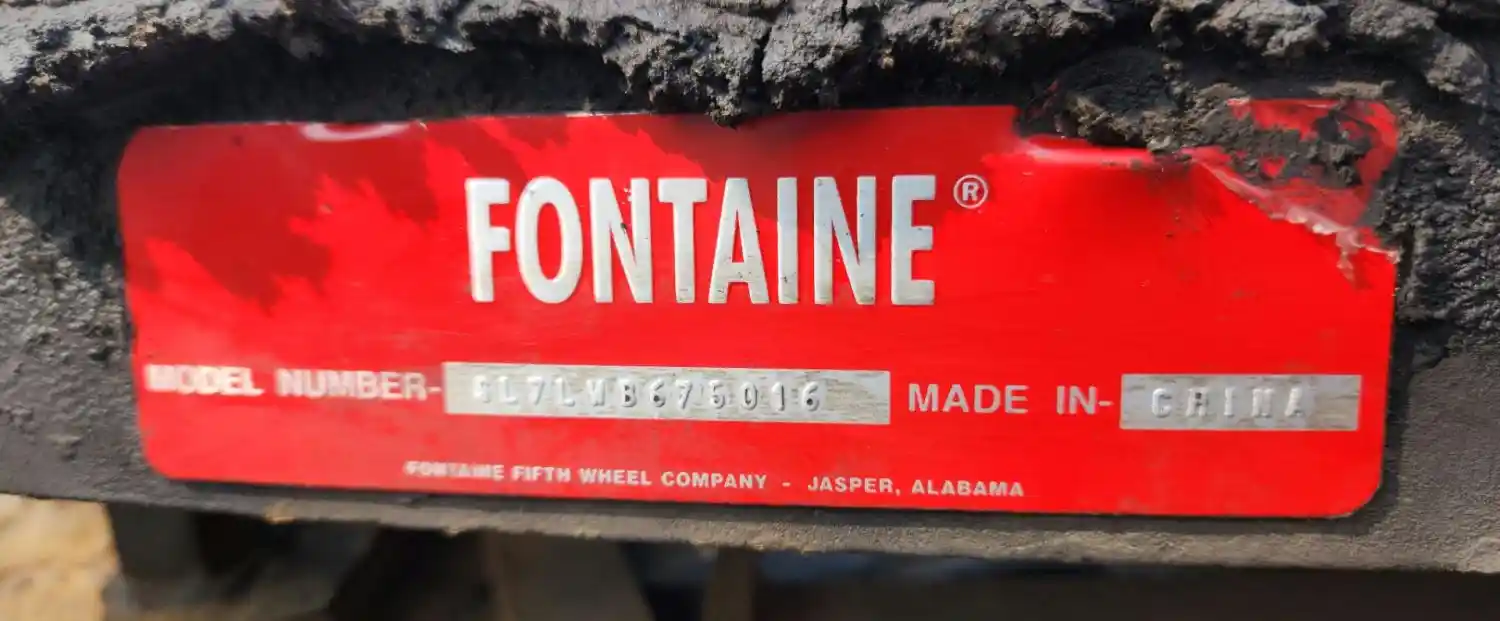 FONTAINE®
MODEL NUMBER- SL7LWB675016 MADE IN- CHINA
FONTAINE FIFTH WHEEL COMPANY - JASPER, ALABAMA